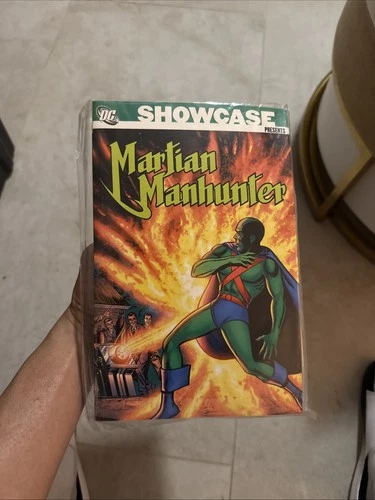 DC
SHOWCASE
PRESENTS
Martian
Manhunter